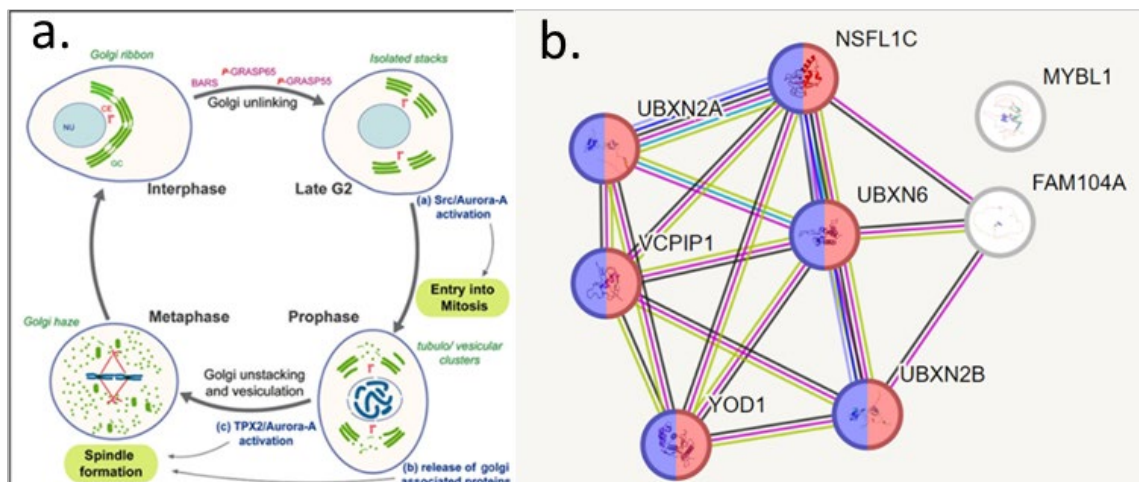 a.
Golgi ribbon
BARS
P-GRASP65
P-GRASP55
Golgi unlinking
Isolated stacks
NU
CE
GC
Interphase
Late G2
(a) Src/Aurora-A
activation
Entry into
Mitosis
Golgi haze
Metaphase
Prophase
tubulo/ vesicular
clusters
Golgi unstacking
and vesiculation
(c) TPX2/Aurora-A
activation
Spindle
formation
(b) release of golgi
associated proteins
b.
NSFL1C
MYBL1
UBXN2A
FAM104A
UBXN6
VCPIP1
UBXN2B
YOD1